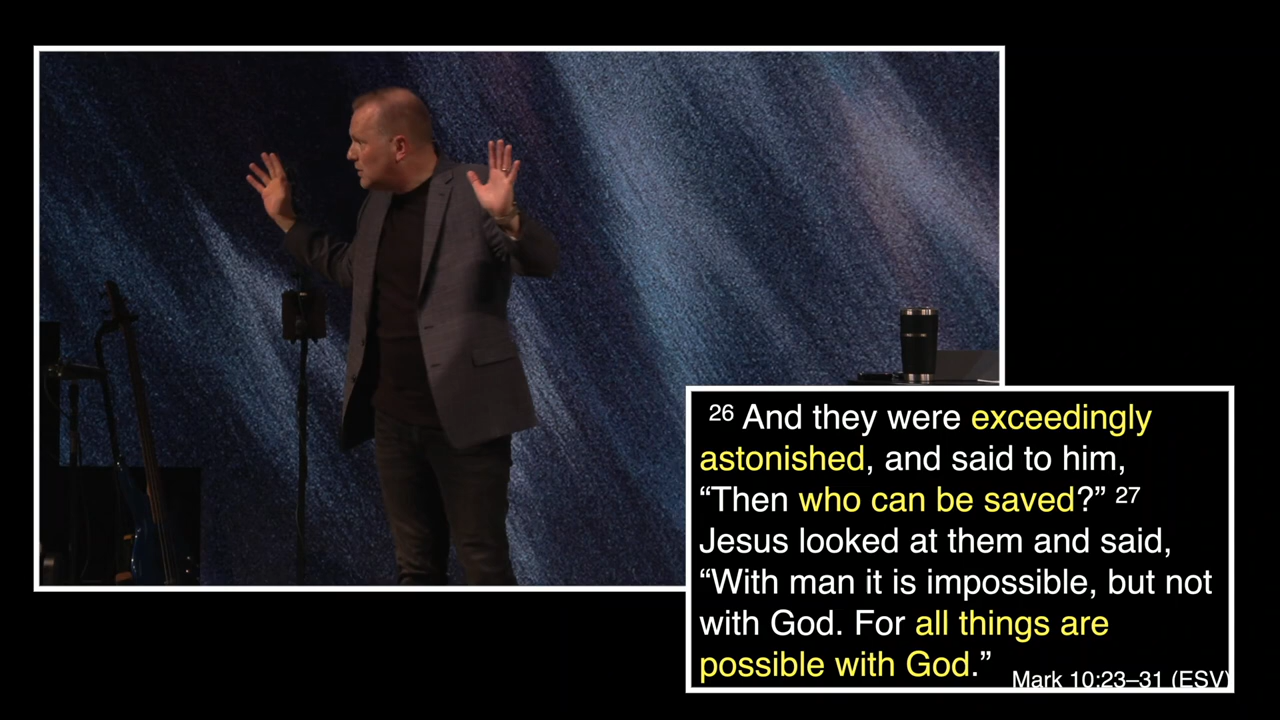 26 And they were exceedingly
astonished, and said to him,
“Then who can be saved?” 27
Jesus looked at them and said,
“With man it is impossible, but not
with God. For all things are
possible with God.”
Mark 10:23–31 (ESV)